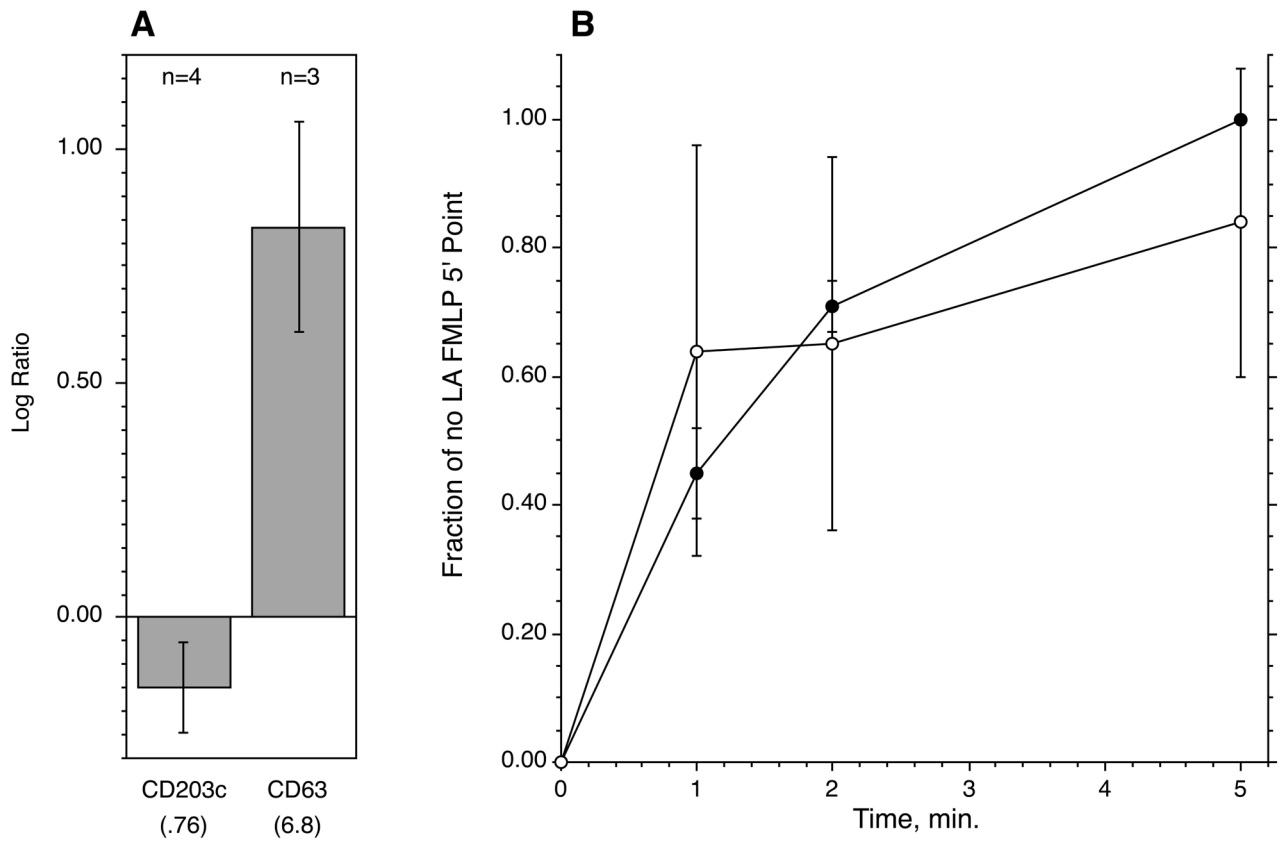 A
n=4 n=3
1.00
0.50
0.00
Log Ratio
CD203c CD63
(.76) (6.8)
B
1.00
0.80
0.60
0.40
0.20
0.00
Fraction of no LA FMLP 5' Point
0 1 2 3 4 5
Time, min.